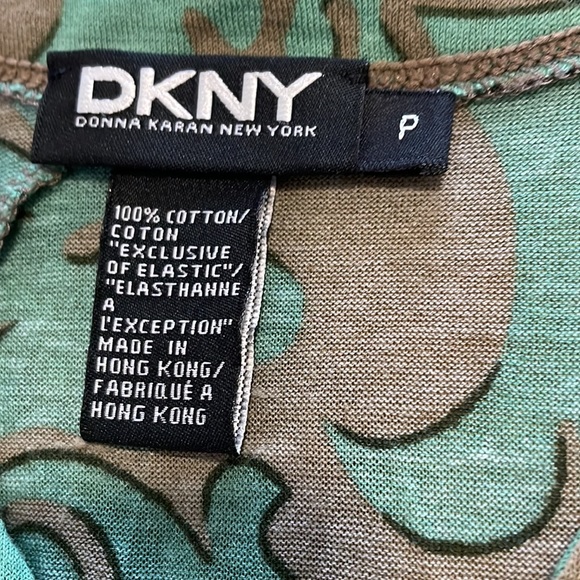 DKNY
DONNA KARAN NEW YORK
P
100% COTTON/
COTON
"EXCLUSIVE
OF ELASTIC"/
"ELASTHANNE
A
L'EXCEPTION"
MADE IN
HONG KONG/
FABRIQUÉ A
HONG KONG